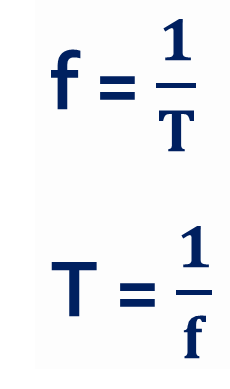 f = 1/T
T = 1/f